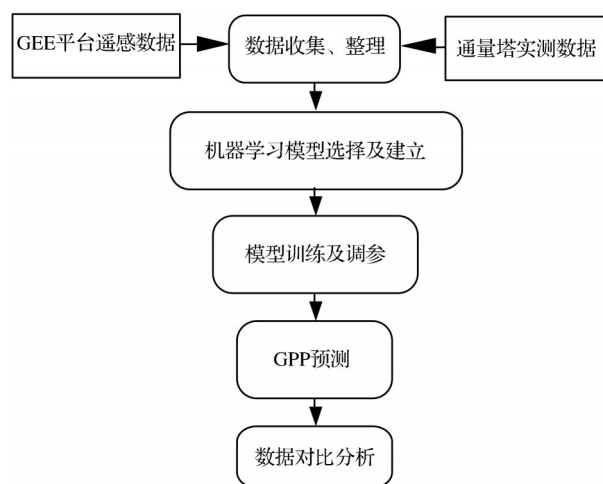 GEE平台遥感数据
数据收集、整理
通量塔实测数据
机器学习模型选择及建立
模型训练及调参
GPP预测
数据对比分析